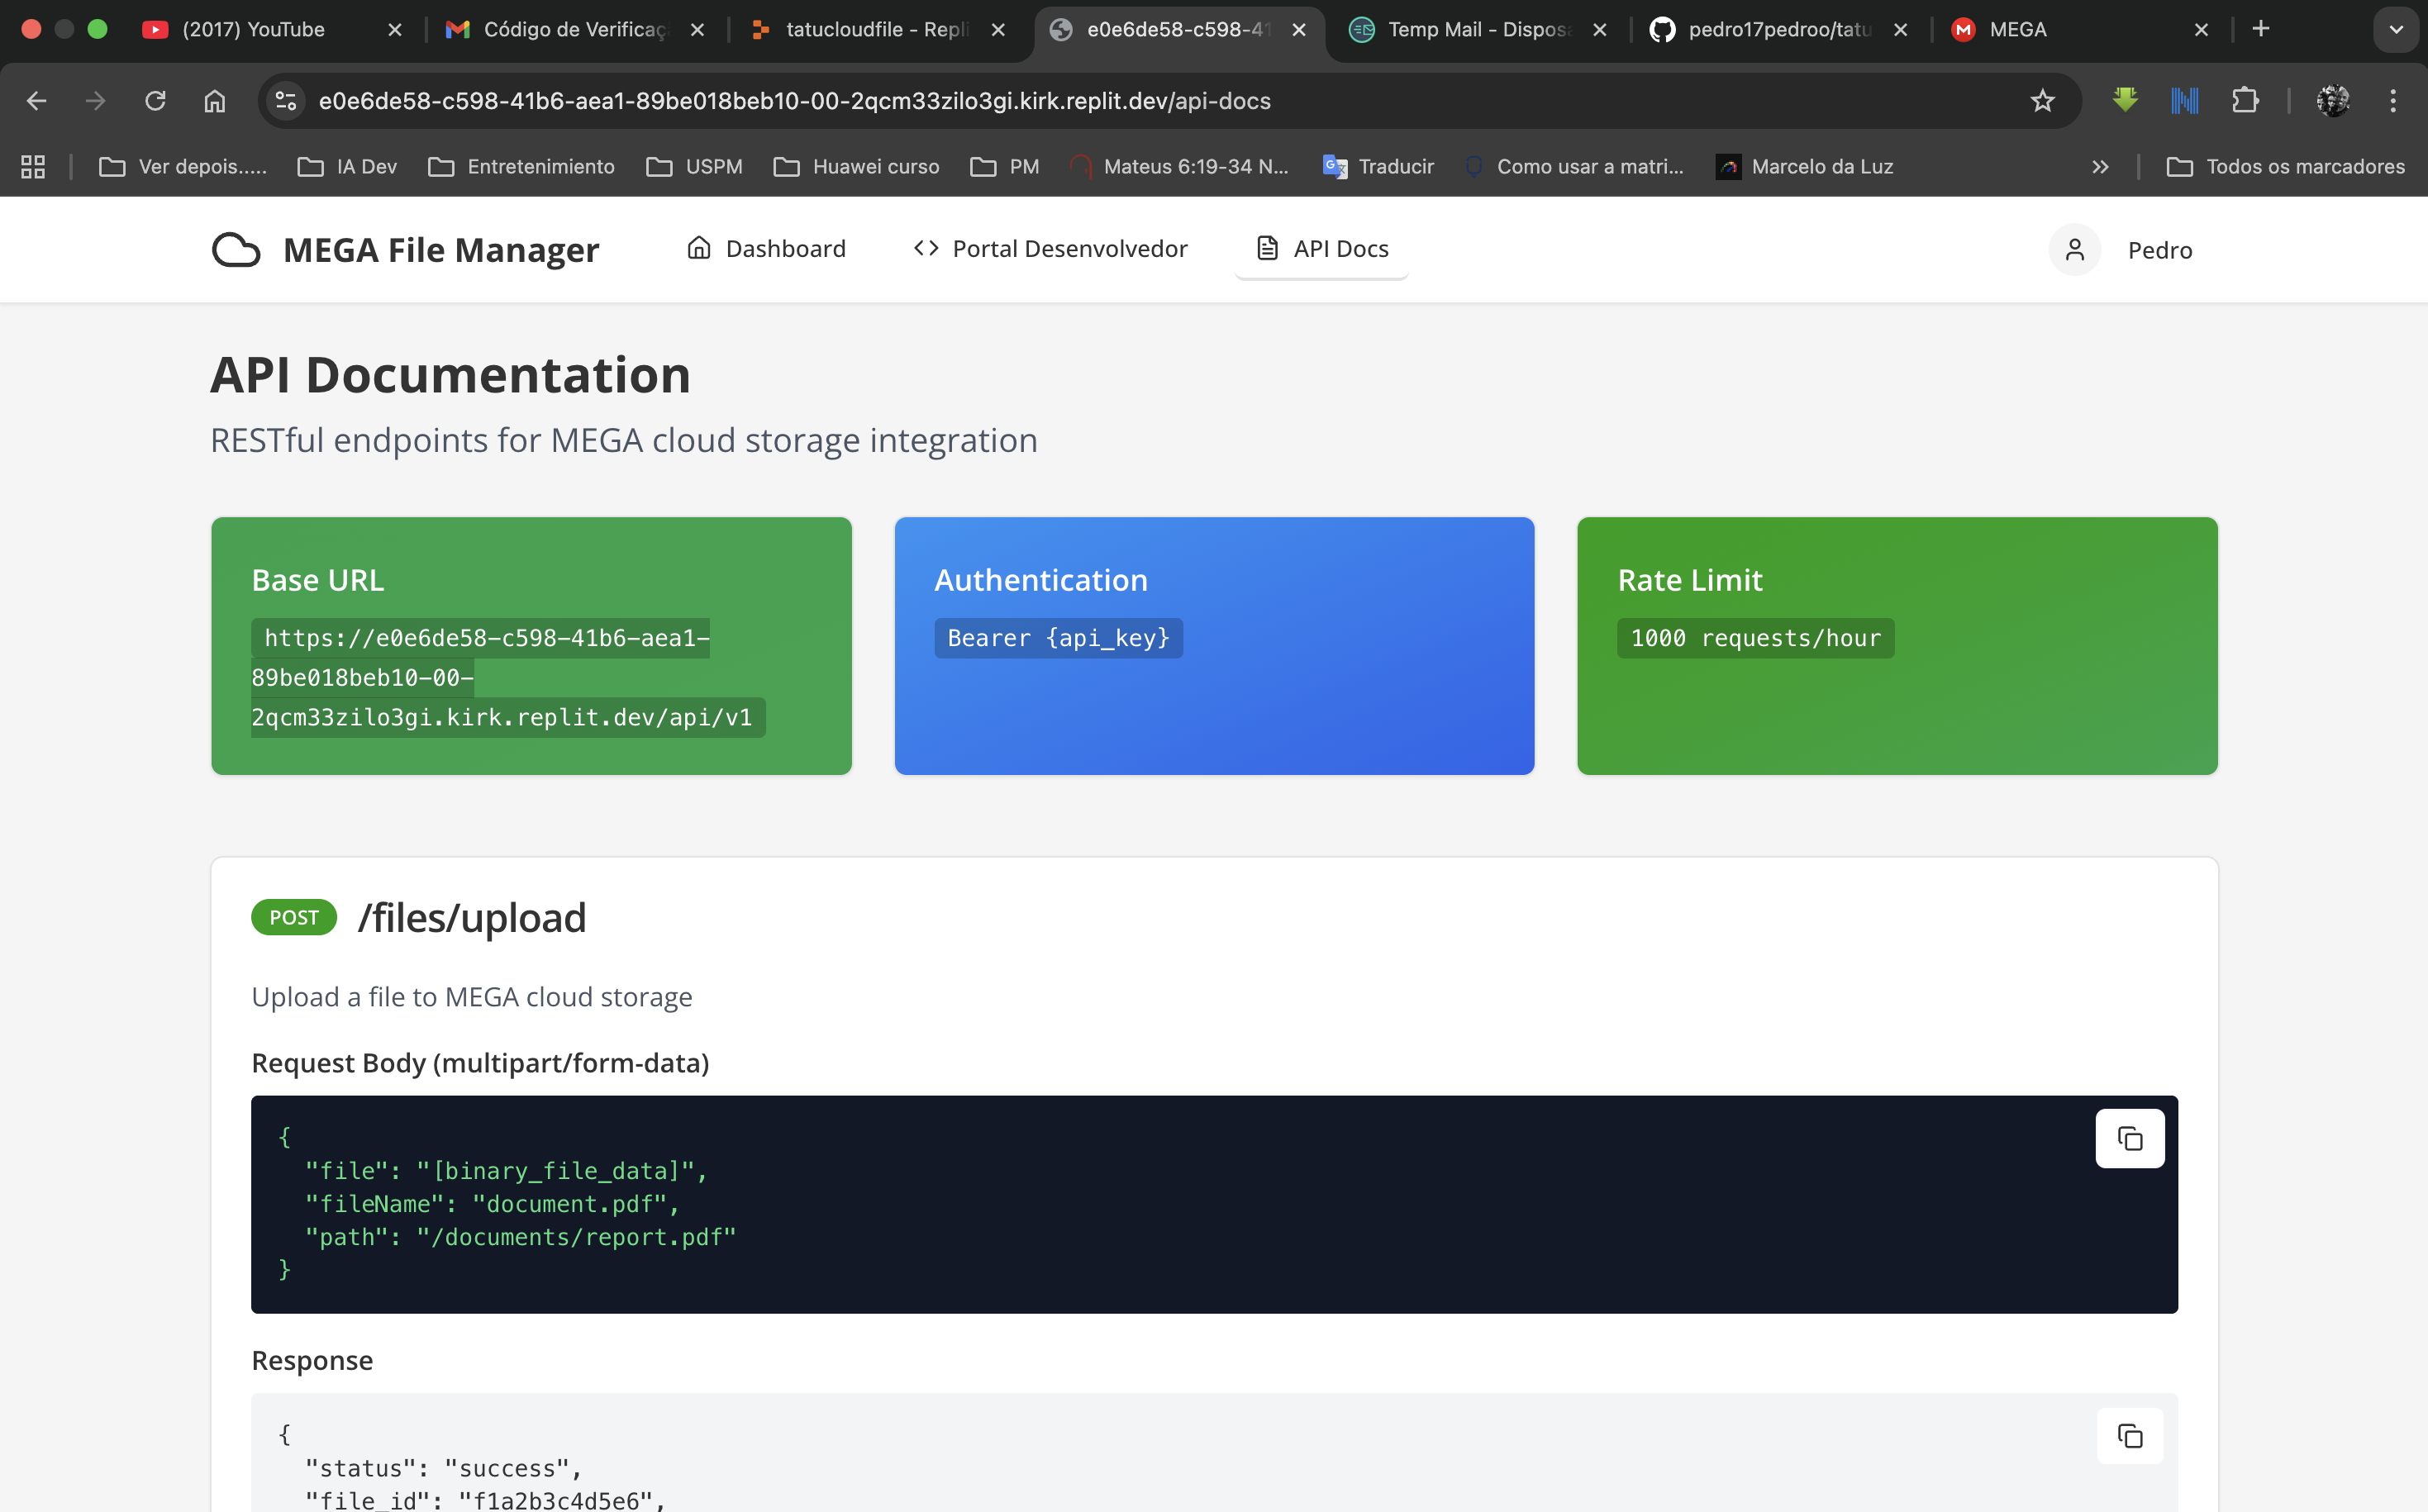 (2017) YouTube
Código de Verificaç
tatucloudfile - Repli
e0e6de58-c598-41
Temp Mail - Disposa
pedro17pedroo/tatu
MEGA
e0e6de58-c598-41b6-aea1-89be018beb10-00-2qcm33zilo3gi.kirk.replit.dev/api-docs
Ver depois.....
IA Dev
Entretenimiento
USPM
Huawei curso
PM
Mateus 6:19-34 N...
Traducir
Como usar a matri...
Marcelo da Luz
Todos os marcadores
MEGA File Manager
Dashboard
Portal Desenvolvedor
API Docs
Pedro
API Documentation
RESTful endpoints for MEGA cloud storage integration
Base URL
https://e0e6de58-c598-41b6-aea1-
89be018beb10-00-
2qcm33zilo3gi.kirk.replit.dev/api/v1
Authentication
Bearer {api_key}
Rate Limit
1000 requests/hour
POST
/files/upload
Upload a file to MEGA cloud storage
Request Body (multipart/form-data)
{
"file": "[binary_file_data]",
"fileName": "document.pdf",
"path": "/documents/report.pdf"
}
Response
{
"status": "success",
"file_id": "f1a2b3c4d5e6",